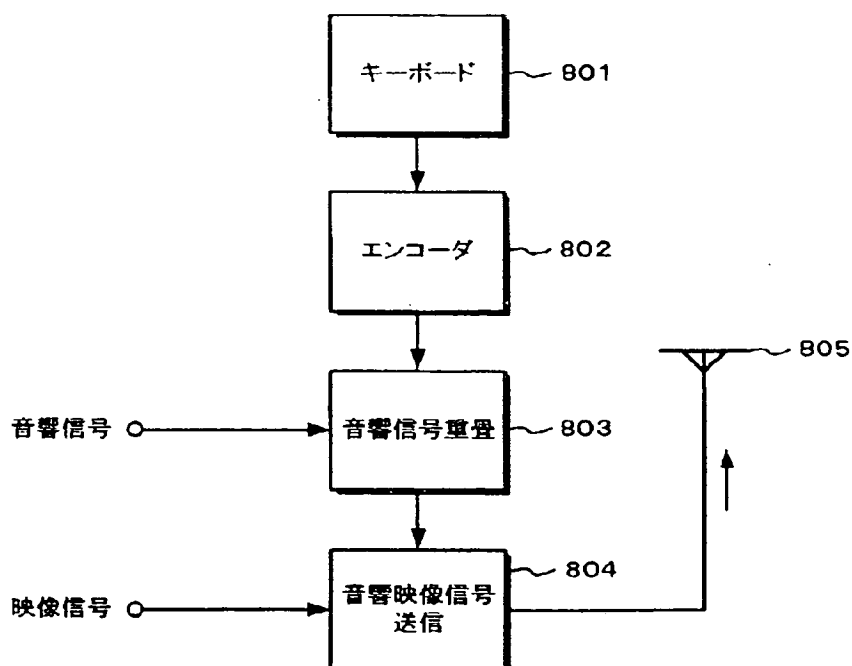 キーボード
801
エンコーダ
802
805
音響信号
音響信号重畳
803
804
映像信号
音響映像信号
送信